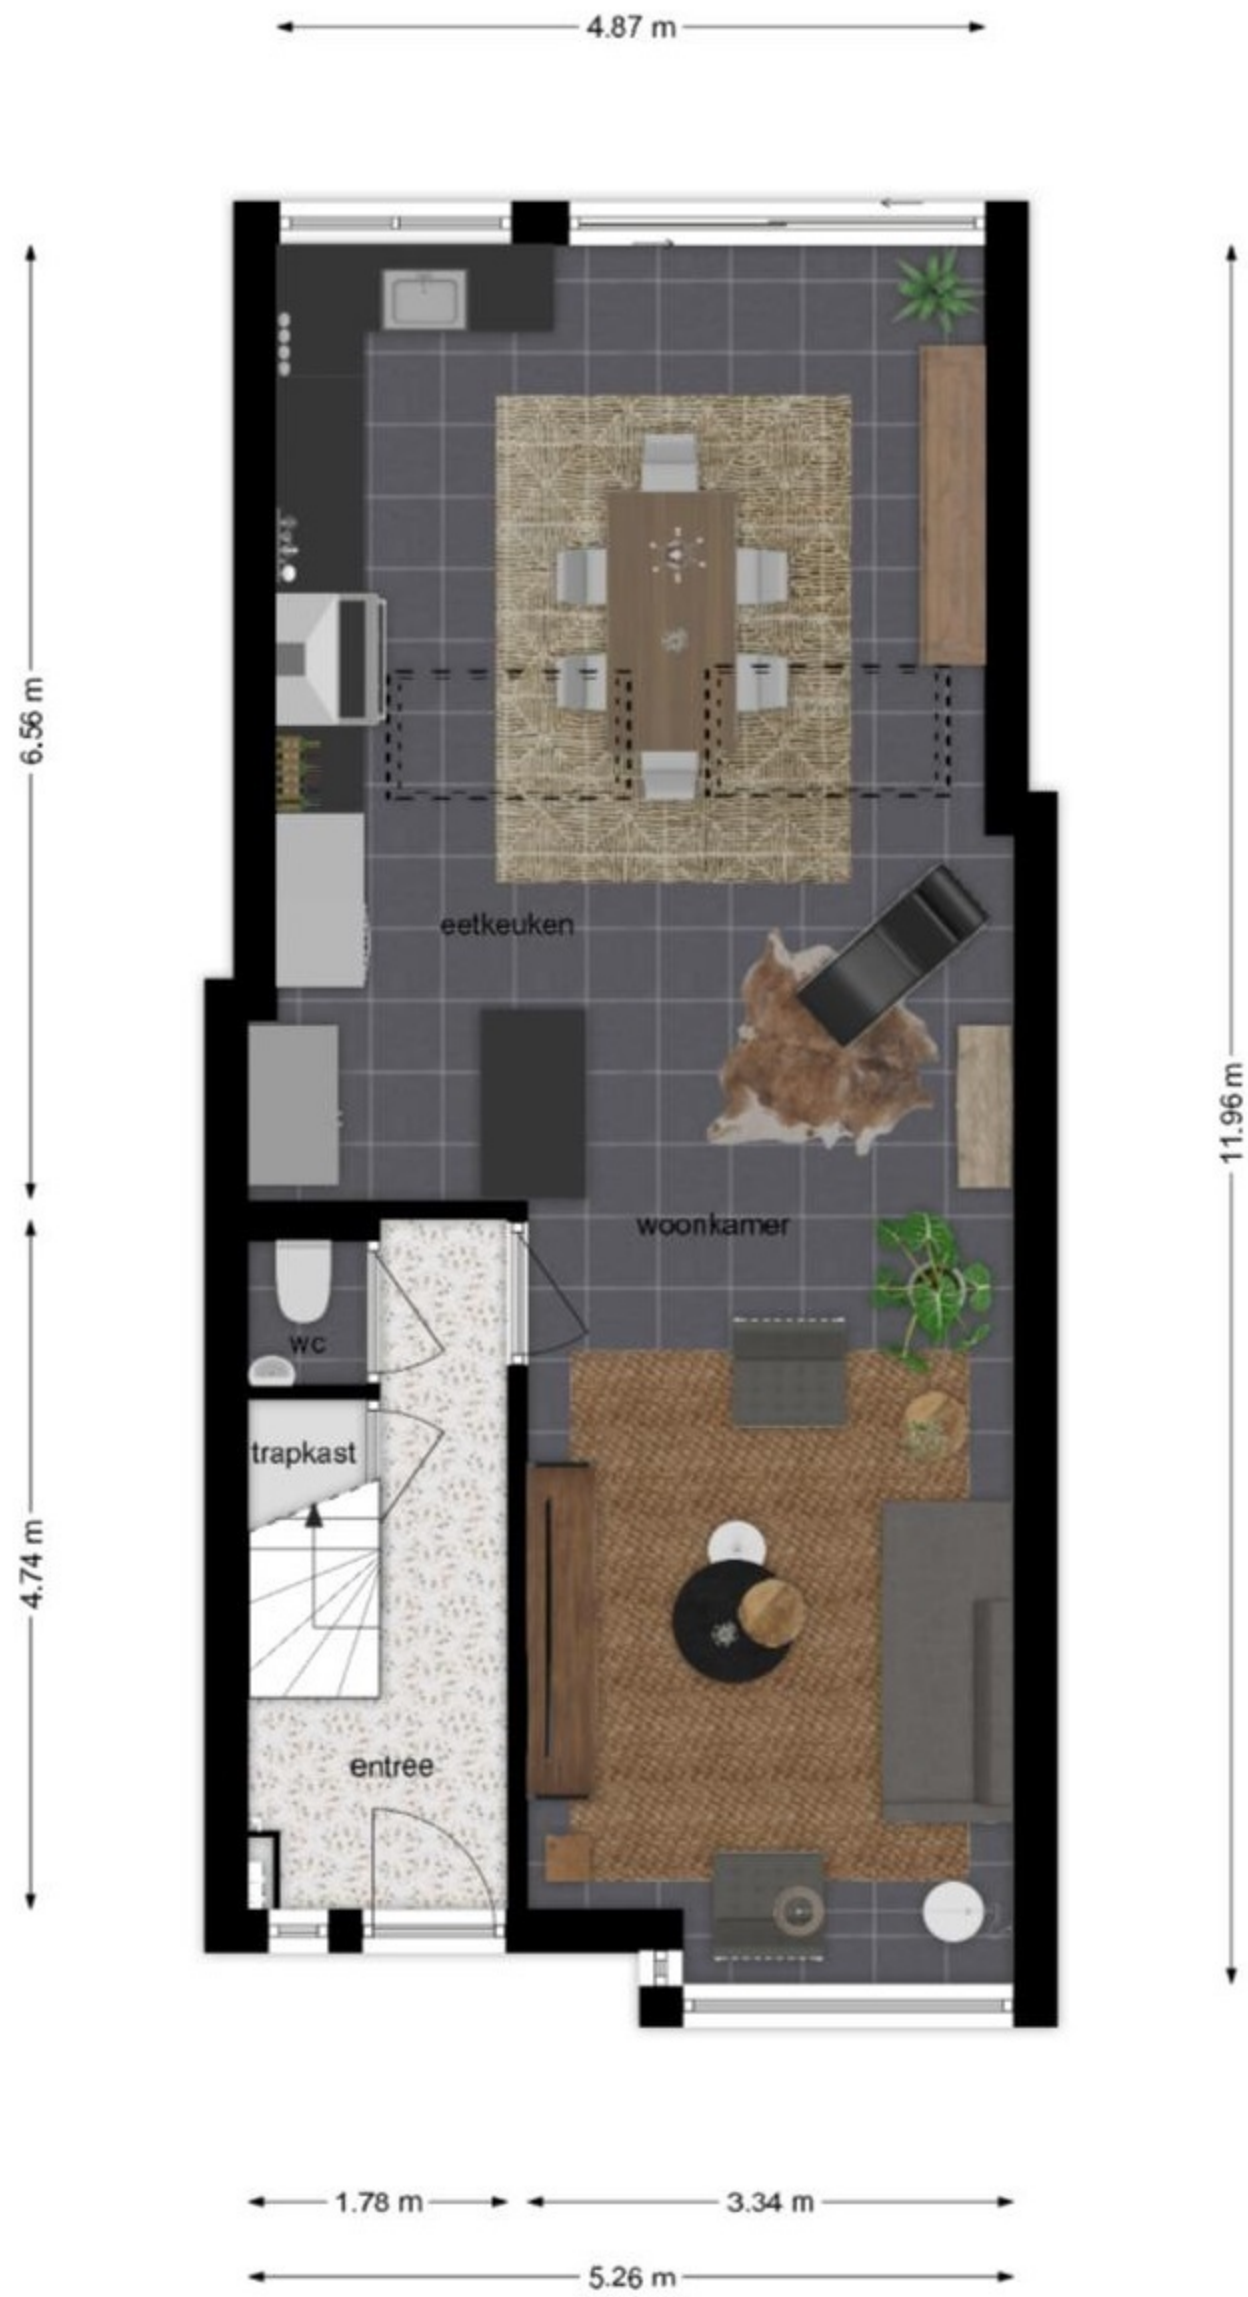 4.87 m
6.56 m
eetkeuken
11.96 m
woonkamer
wc
trapkast
4.74 m
entree
1.78 m
3.34 m
5.26 m